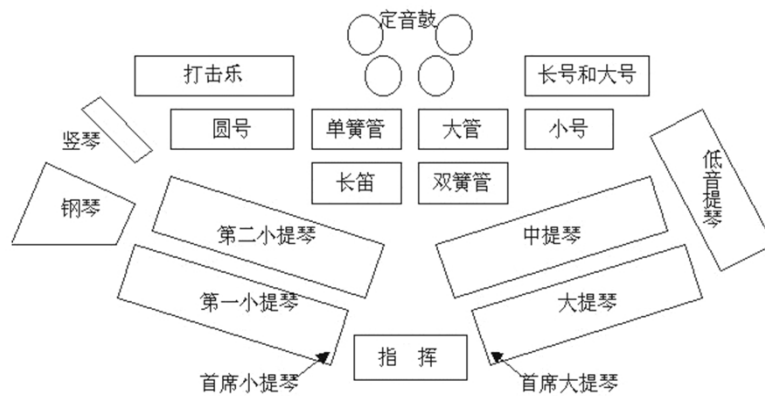 定音鼓
打击乐
长号和大号
圆号
单簧管
大管
小号
竖琴
长笛
双簧管
低音提琴
钢琴
第二小提琴
中提琴
第一小提琴
大提琴
指 挥
首席小提琴
首席大提琴